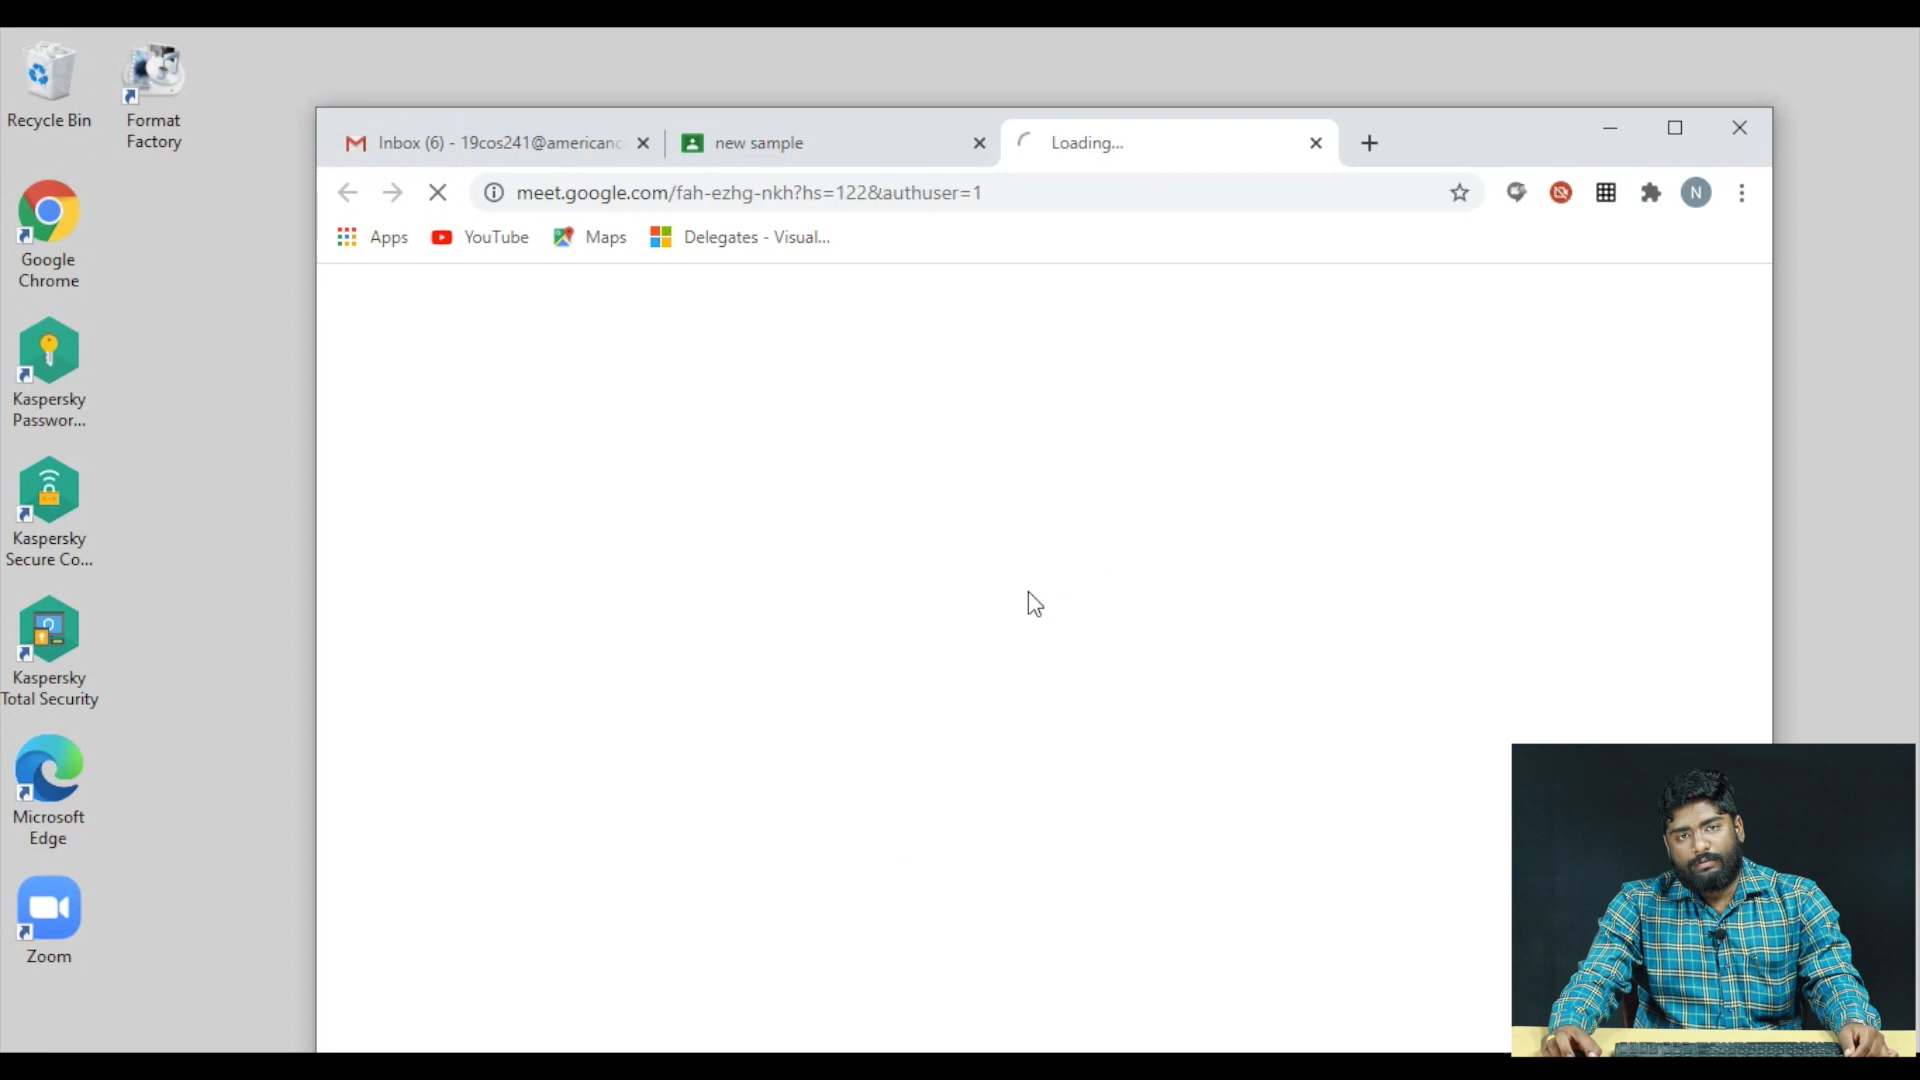 Recycle Bin
Format
Factory
Google
Chrome
Kaspersky
Passwor...
Kaspersky
Secure Co...
Kaspersky
Total Security
Microsoft
Edge
Zoom
Inbox (6) - 19cos241@americanc
new sample
Loading...
meet.google.com/fah-ezhg-nkh?hs=122&authuser=1
N
Apps
YouTube
Maps
Delegates - Visual...